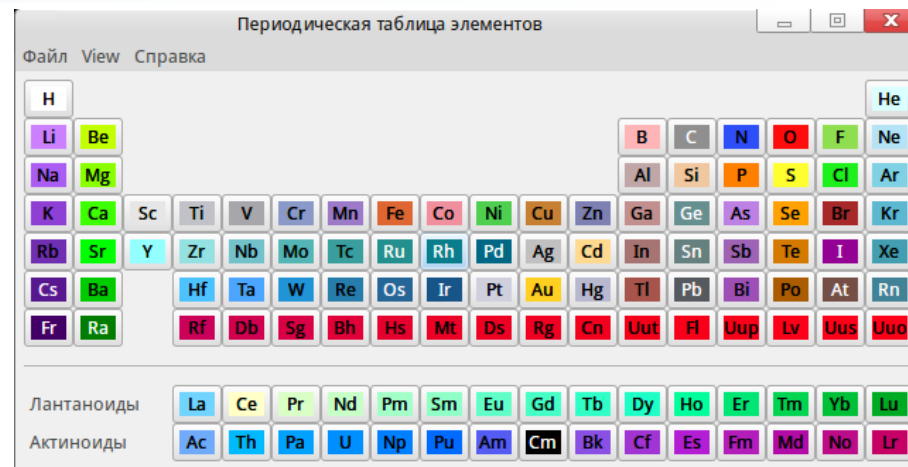 Периодическая таблица элементов
Файл View Справка
H He
Li Be B C N O F Ne
Na Mg Al Si P S Cl Ar
K Ca Sc Ti V Cr Mn Fe Co Ni Cu Zn Ga Ge As Se Br Kr
Rb Sr Y Zr Nb Mo Tc Ru Rh Pd Ag Cd In Sn Sb Te I Xe
Cs Ba Hf Ta W Re Os Ir Pt Au Hg Tl Pb Bi Po At Rn
Fr Ra Rf Db Sg Bh Hs Mt Ds Rg Cn Uut Fl Uup Lv Uus Uuo
Лантаноиды La Ce Pr Nd Pm Sm Eu Gd Tb Dy Ho Er Tm Yb Lu
Актиноиды Ac Th Pa U Np Pu Am Cm Bk Cf Es Fm Md No Lr